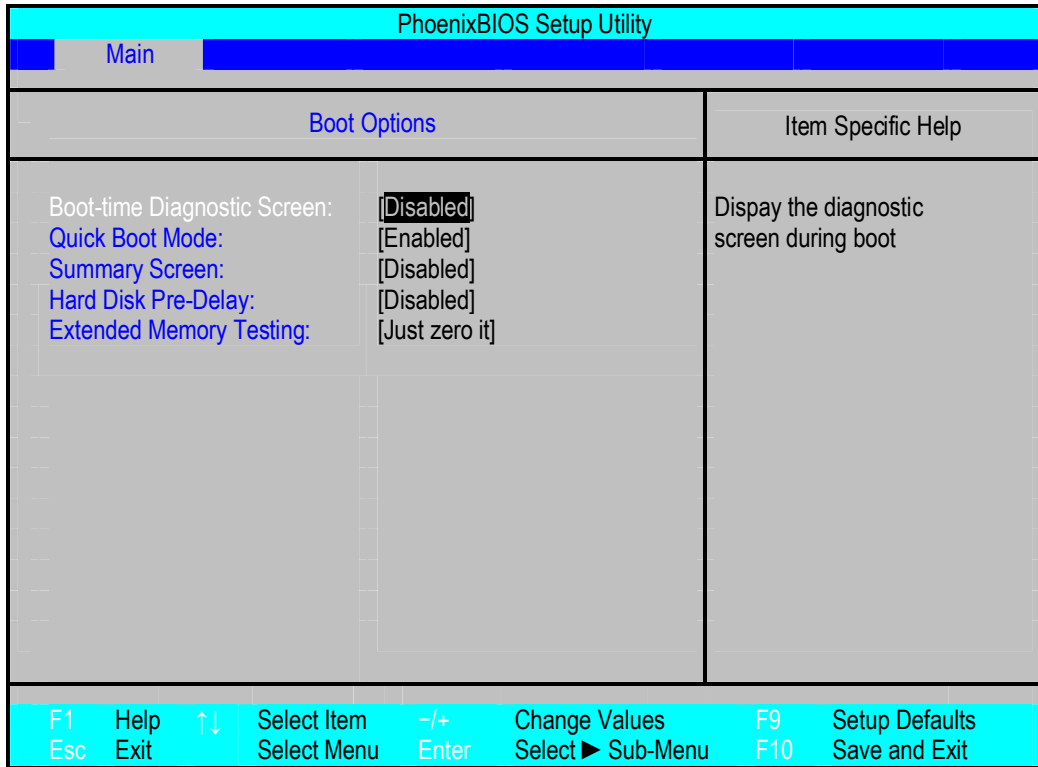 PhoenixBIOS Setup Utility
Main
Boot Options
Item Specific Help
Boot-time Diagnostic Screen: [Disabled]
Quick Boot Mode: [Enabled]
Summary Screen: [Disabled]
Hard Disk Pre-Delay: [Disabled]
Extended Memory Testing: [Just zero it]
Dispay the diagnostic
screen during boot
F1 Help ↑↓ Select Item −/+ Change Values F9 Setup Defaults
Esc Exit Select Menu Enter Select ► Sub-Menu F10 Save and Exit